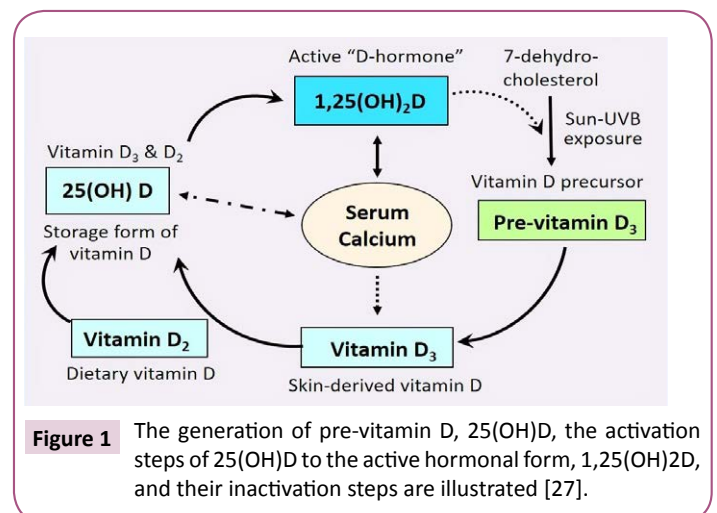 Active “D-hormone”
1,25(OH)₂D
7-dehydro-
cholesterol
Sun-UVB
exposure
Vitamin D₃ & D₂
25(OH) D
Storage form of
vitamin D
Serum
Calcium
Vitamin D precursor
Pre-vitamin D₃
Vitamin D₂
Dietary vitamin D
Vitamin D₃
Skin-derived vitamin D
Figure 1 The generation of pre-vitamin D, 25(OH)D, the activation
steps of 25(OH)D to the active hormonal form, 1,25(OH)2D,
and their inactivation steps are illustrated [27].